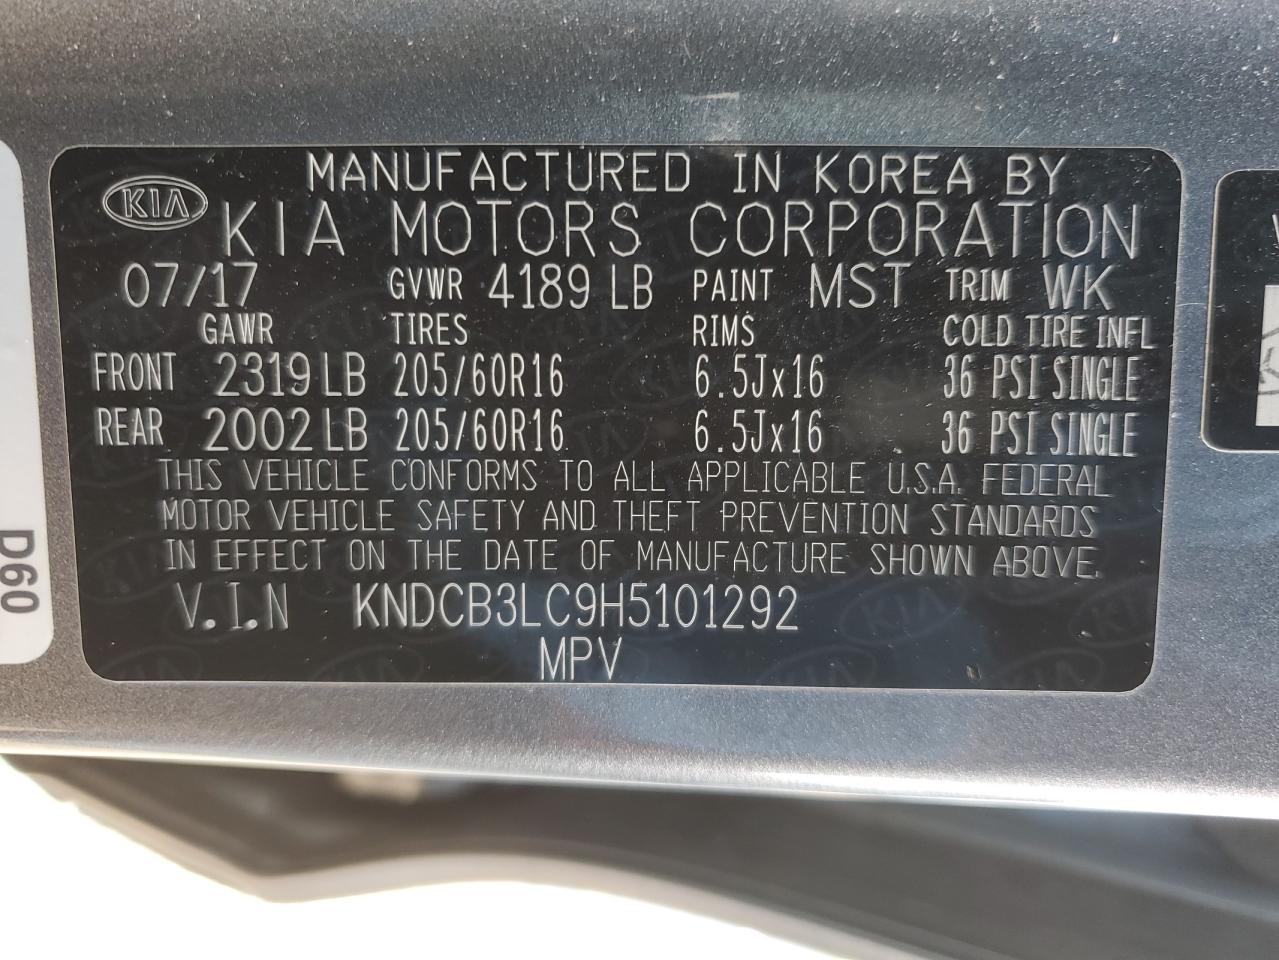 MANUFACTURED IN KOREA BY
KIA
KIA MOTORS CORPORATION
07/17 GVWR 4189 LB PAINT MST TRIM WK
GAWR TIRES RIMS COLD TIRE INFL
FRONT 2319 LB 205/60R16 6.5Jx16 36 PSI SINGLE
REAR 2002 LB 205/60R16 6.5Jx16 36 PSI SINGLE
THIS VEHICLE CONFORMS TO ALL APPLICABLE U.S.A. FEDERAL
MOTOR VEHICLE SAFETY AND THEFT PREVENTION STANDARDS
IN EFFECT ON THE DATE OF MANUFACTURE SHOWN ABOVE.
V.I.N KNDCB3LC9H5101292
MPV
D60